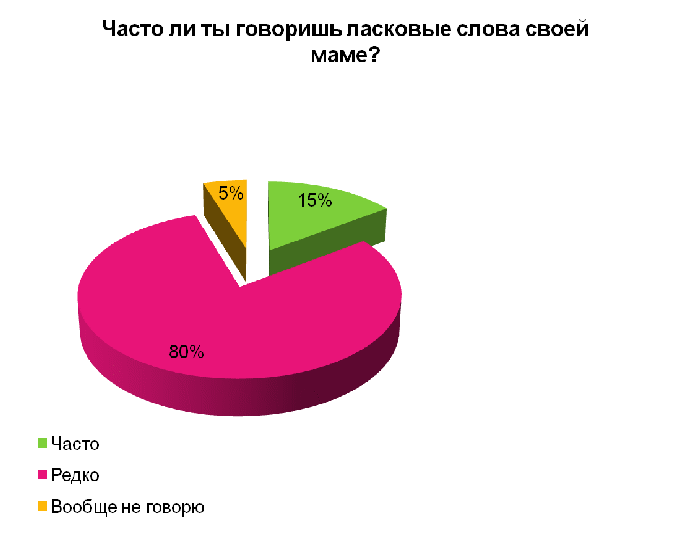 Часто ли ты говоришь ласковые слова своей
маме?
5%
15%
80%
Часто
Редко
Вообще не говорю